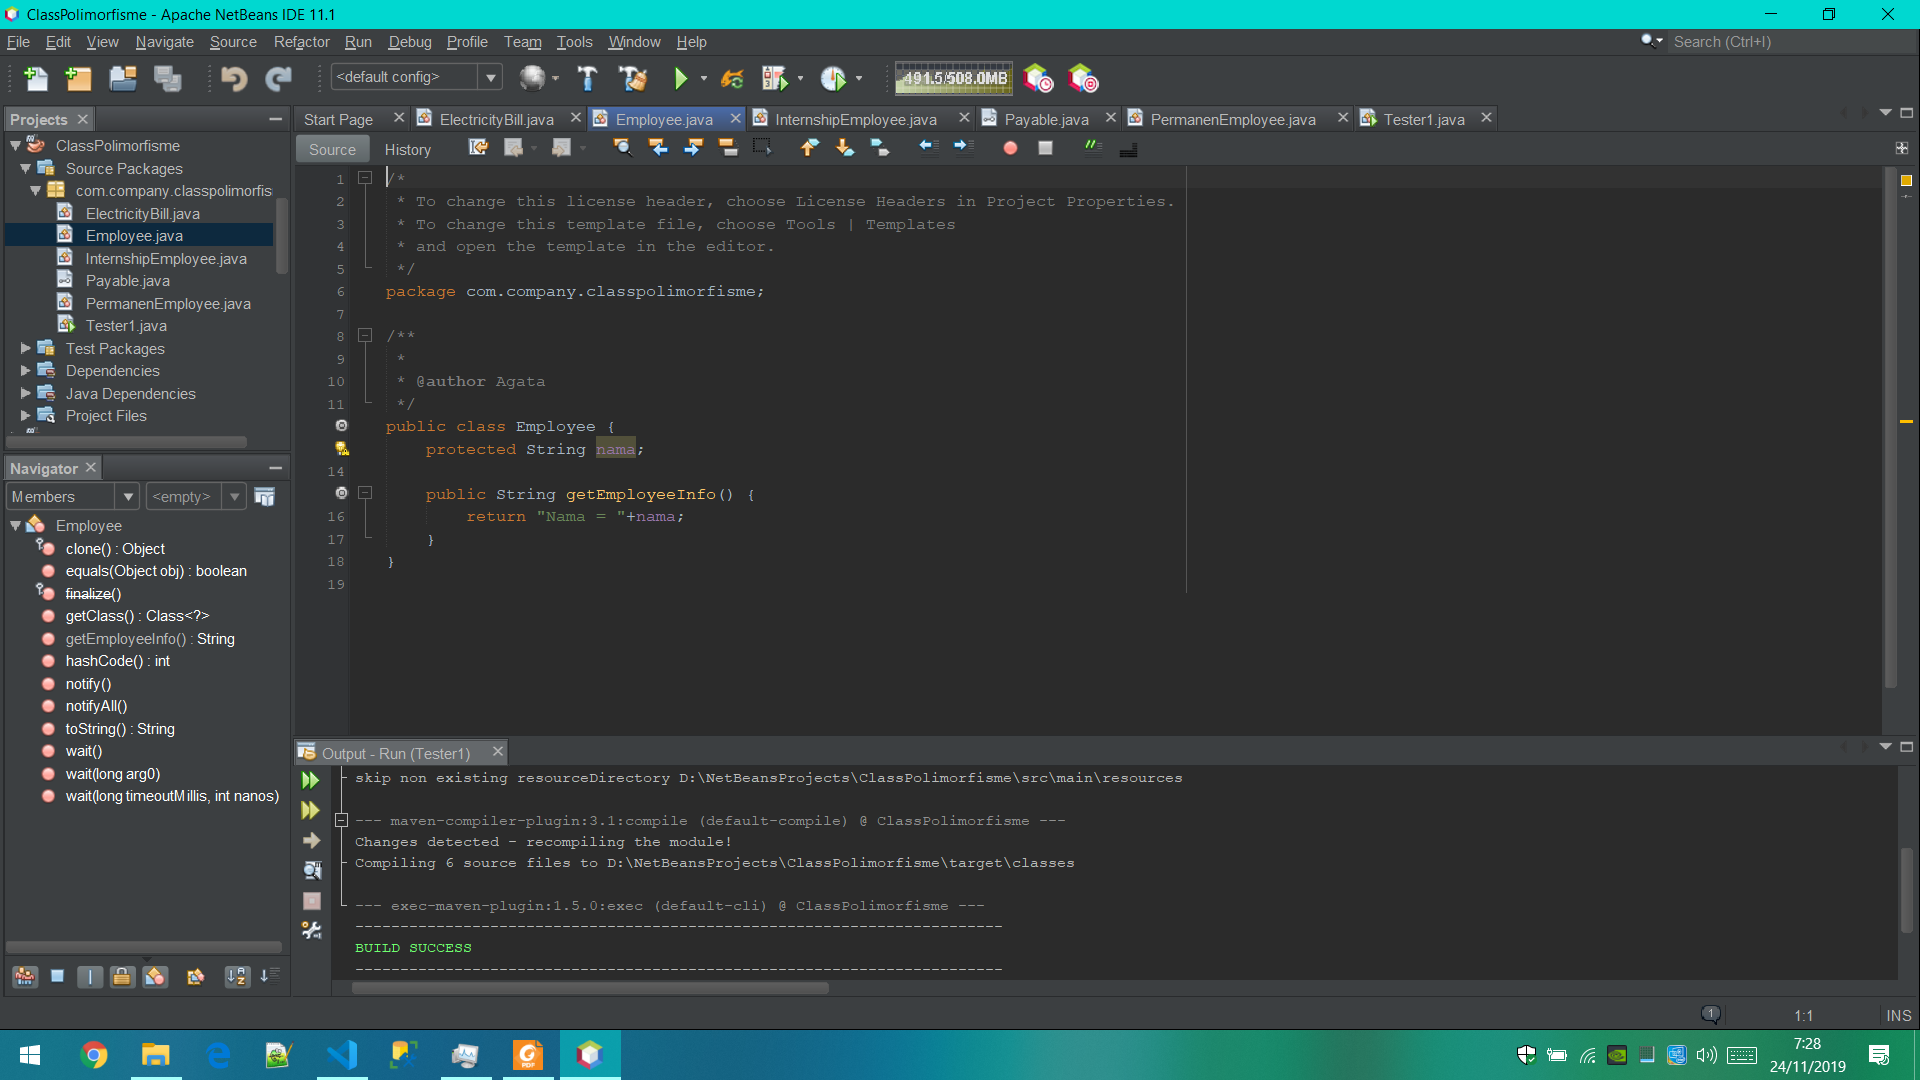 ClassPolimorfisme - Apache NetBeans IDE 11.1
File Edit View Navigate Source Refactor Run Debug Profile Team Tools Window Help
Search (Ctrl+I)
<default config>
491.5/508.0MB
Projects
Start Page ElectricityBill.java Employee.java InternshipEmployee.java Payable.java PermanenEmployee.java Tester1.java
ClassPolimorfisme
Source Packages
com.company.classpolimorfis
ElectricityBill.java
Employee.java
InternshipEmployee.java
Payable.java
PermanenEmployee.java
Tester1.java
Test Packages
Dependencies
Java Dependencies
Project Files
Source History
1 /*
2 * To change this license header, choose License Headers in Project Properties.
3 * To change this template file, choose Tools | Templates
4 * and open the template in the editor.
5 */
6 package com.company.classpolimorfisme;
7
8 /**
9 *
10 * @author Agata
11 */
public class Employee {
protected String nama;
14
public String getEmployeeInfo() {
16 return "Nama = "+nama;
17 }
18 }
19
Navigator
Members <empty>
Employee
clone() : Object
equals(Object obj) : boolean
finalize()
getClass() : Class<?>
getEmployeeInfo() : String
hashCode() : int
notify()
notifyAll()
toString() : String
wait()
wait(long arg0)
wait(long timeoutMillis, int nanos)
Output - Run (Tester1)
skip non existing resourceDirectory D:\NetBeansProjects\ClassPolimorfisme\src\main\resources
--- maven-compiler-plugin:3.1:compile (default-compile) @ ClassPolimorfisme ---
Changes detected - recompiling the module!
Compiling 6 source files to D:\NetBeansProjects\ClassPolimorfisme\target\classes
--- exec-maven-plugin:1.5.0:exec (default-cli) @ ClassPolimorfisme ---
------------------------------------------------------------------------
BUILD SUCCESS
------------------------------------------------------------------------
1
1:1 INS
7:28
24/11/2019